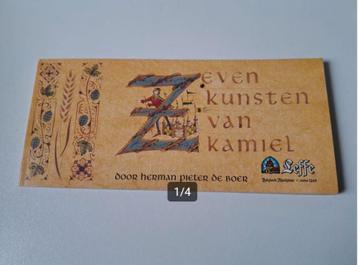 Zeven
kunsten
van
kamiel
door herman pieter de boer
Leffe
1/4